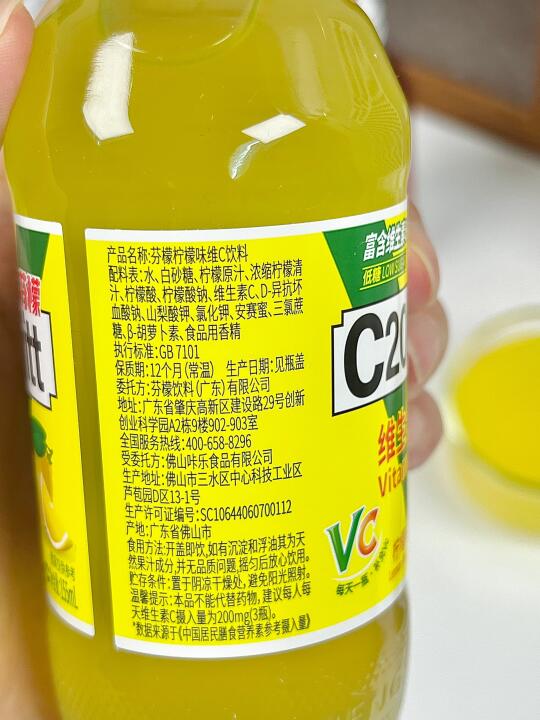 产品名称:芬檬柠檬味维C饮料
配料表:水、白砂糖、柠檬原汁、浓缩柠檬清
汁、柠檬酸、柠檬酸钠、维生素C、D-异抗坏
血酸钠、山梨酸钾、氯化钾、安赛蜜、三氯蔗
糖、β-胡萝卜素、食品用香精
执行标准:GB 7101
保质期:12个月(常温) 生产日期:见瓶盖
委托方:芬檬饮料(广东)有限公司
地址:广东省肇庆高新区建设路29号创新
创业科学园A2栋9楼902-903室
全国服务热线:400-658-8296
受委托方:佛山咔乐食品有限公司
生产地址:佛山市三水区中心科技工业区
芦苞园D区13-1号
生产许可证编号:SC10644060700112
产地:广东省佛山市
食用方法:开盖即饮,如有沉淀和浮油其为天
然果汁成分,并无品质问题,摇匀后放心饮用。
贮存条件:置于阴凉干燥处,避免阳光照射。
温馨提示:本品不能代替药物,建议每人每
天维生素C摄入量为200mg(3瓶)。
*数据来源于《中国居民膳食营养素参考摄入量》
富含维生素
低糖 LOW SU
C20
维生
Vita
VC
每天一瓶
檬
tt